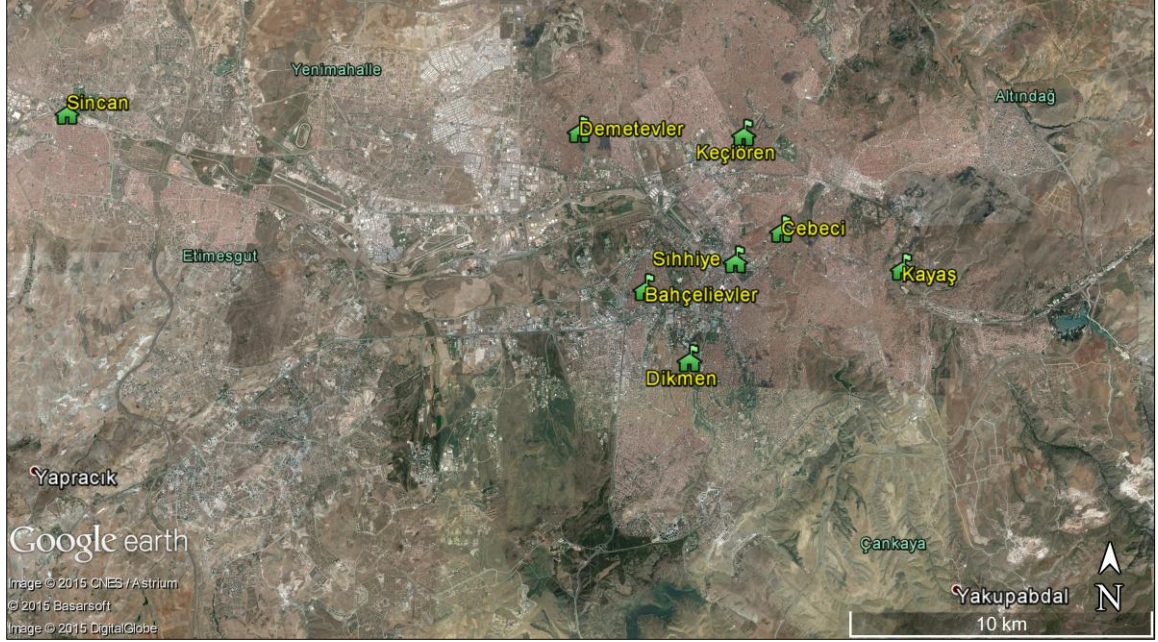 Yenimahalle
Sincan
Altındağ
Demetevler
Keçiören
Cebeci
Etimesgut
Sıhhiye
Kayaş
Bahçelievler
Dikmen
Yapracık
Google earth
Çankaya
Image © 2015 CNES / Astrium
© 2015 Basarsoft
Image © 2015 DigitalGlobe
Yakupabdal
N
10 km